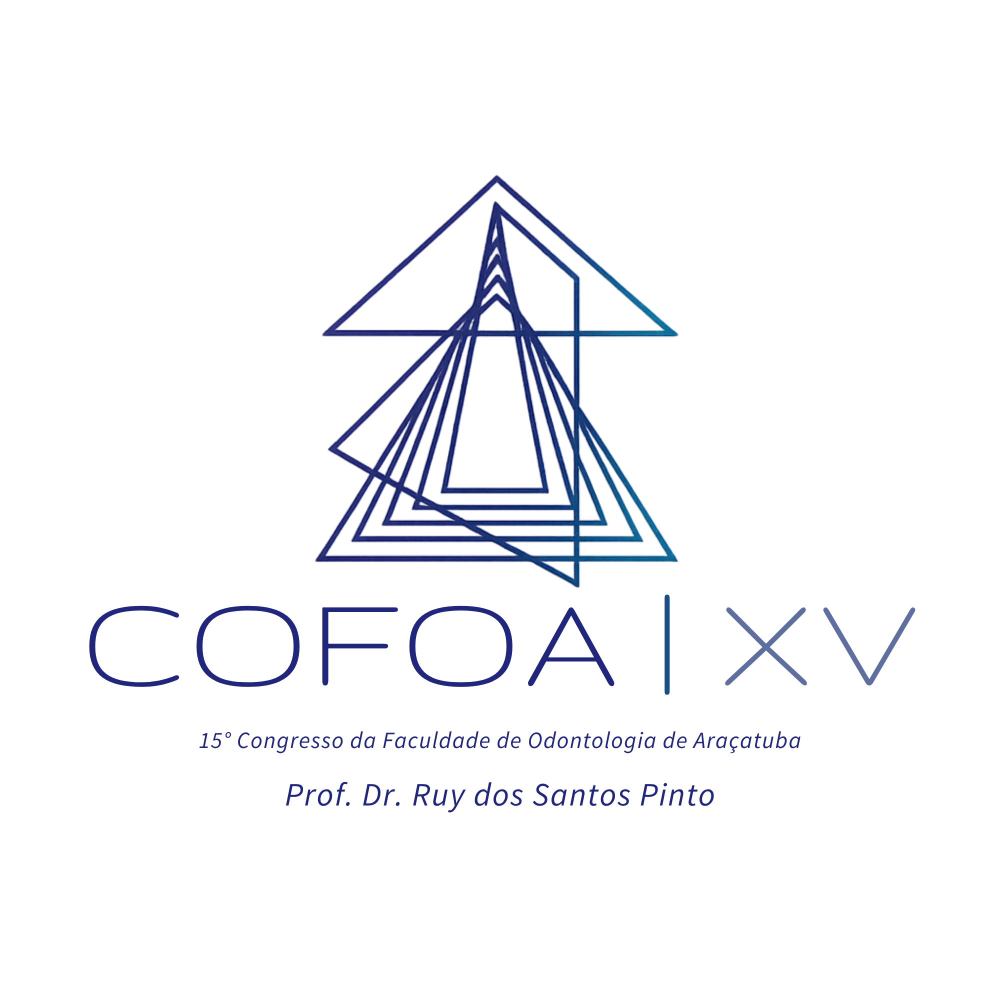 COFOA | XV
15° Congresso da Faculdade de Odontologia de Araçatuba
Prof. Dr. Ruy dos Santos Pinto